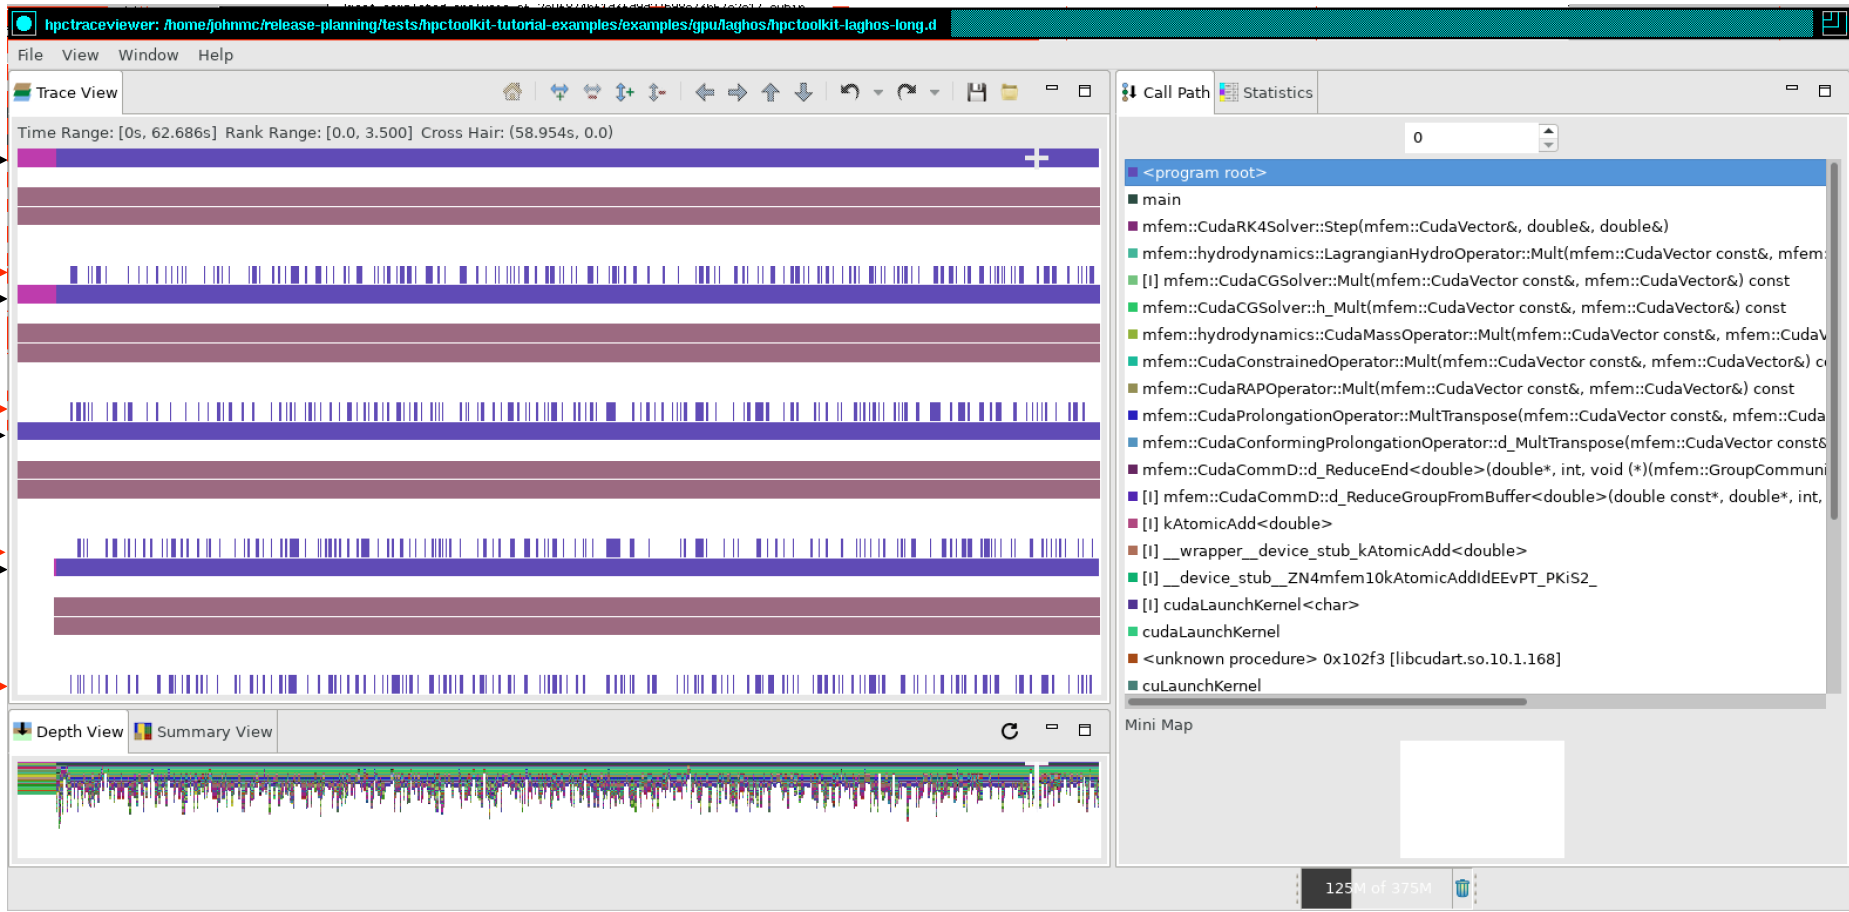 hpctraceviewer: /home/johnmc/release-planning/tests/hpctoolkit-tutorial-examples/examples/gpu/laghos/hpctoolkit-laghos-long.d
File View Window Help
Trace View
Call Path
Statistics
Time Range: [0s, 62.686s] Rank Range: [0.0, 3.500] Cross Hair: (58.954s, 0.0)
0
<program root>
main
mfem::CudaRK4Solver::Step(mfem::CudaVector&, double&, double&)
mfem::hydrodynamics::LagrangianHydroOperator::Mult(mfem::CudaVector const&, mfem:
[I] mfem::CudaCGSolver::Mult(mfem::CudaVector const&, mfem::CudaVector&) const
mfem::CudaCGSolver::h_Mult(mfem::CudaVector const&, mfem::CudaVector&) const
mfem::hydrodynamics::CudaMassOperator::Mult(mfem::CudaVector const&, mfem::CudaV
mfem::CudaConstrainedOperator::Mult(mfem::CudaVector const&, mfem::CudaVector&) c
mfem::CudaRAPOperator::Mult(mfem::CudaVector const&, mfem::CudaVector&) const
mfem::CudaProlongationOperator::MultTranspose(mfem::CudaVector const&, mfem::Cuda
mfem::CudaConformingProlongationOperator::d_MultTranspose(mfem::CudaVector const&
mfem::CudaCommD::d_ReduceEnd<double>(double*, int, void (*)(mfem::GroupCommuni
[I] mfem::CudaCommD::d_ReduceGroupFromBuffer<double>(double const*, double*, int,
[I] kAtomicAdd<double>
[I] __wrapper__device_stub_kAtomicAdd<double>
[I] __device_stub__ZN4mfem10kAtomicAddIdEEvPT_PKiS2_
[I] cudaLaunchKernel<char>
cudaLaunchKernel
<unknown procedure> 0x102f3 [libcudart.so.10.1.168]
cuLaunchKernel
Depth View
Summary View
Mini Map
125M of 375M